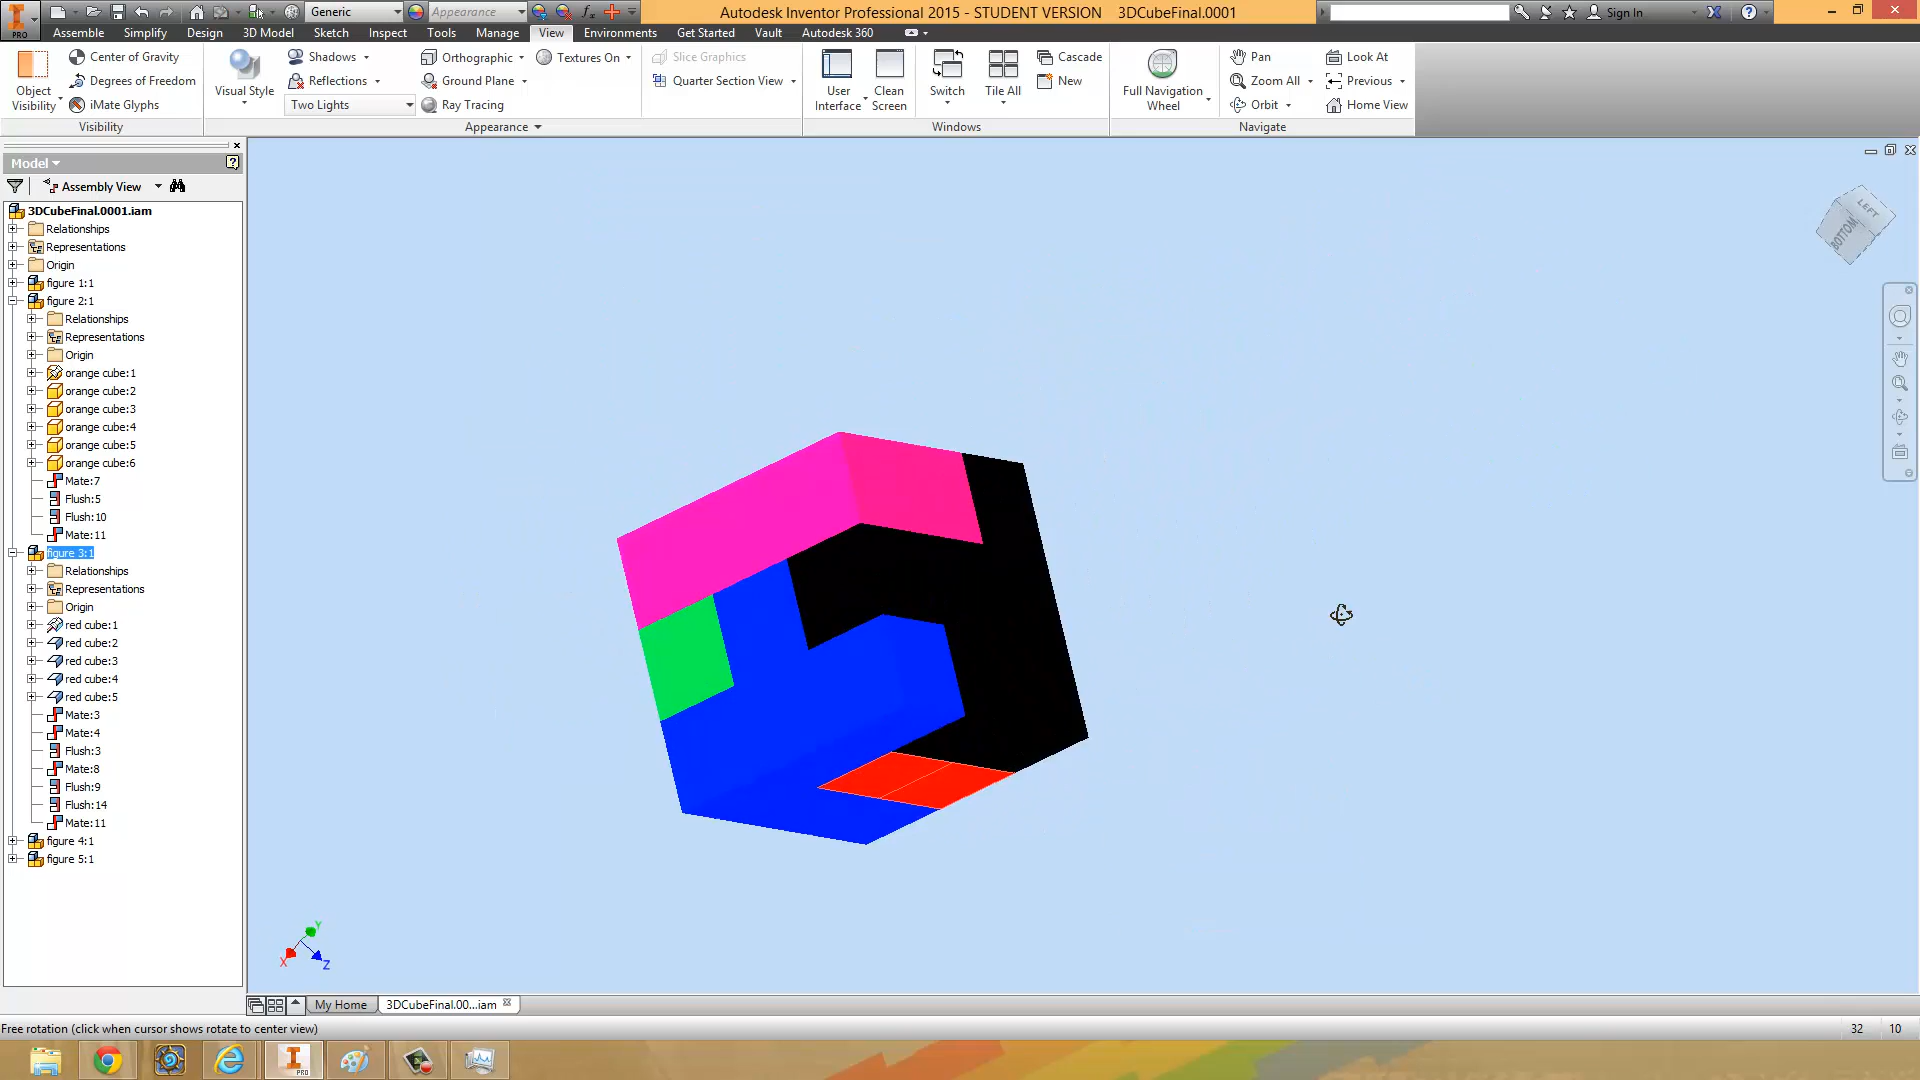 Generic
Appearance
Autodesk Inventor Professional 2015 - STUDENT VERSION 3DCubeFinal.0001
Sign In
PRO
Assemble Simplify Design 3D Model Sketch Inspect Tools Manage View Environments Get Started Vault Autodesk 360
Object Visibility
Center of Gravity
Degrees of Freedom
iMate Glyphs
Visibility
Visual Style
Shadows
Reflections
Two Lights
Orthographic
Ground Plane
Ray Tracing
Textures On
Appearance
Slice Graphics
Quarter Section View
User Interface
Clean Screen
Switch
Tile All
Cascade
New
Windows
Full Navigation Wheel
Pan
Zoom All
Orbit
Look At
Previous
Home View
Navigate
Model
Assembly View
3DCubeFinal.0001.iam
Relationships
Representations
Origin
figure 1:1
figure 2:1
Relationships
Representations
Origin
orange cube:1
orange cube:2
orange cube:3
orange cube:4
orange cube:5
orange cube:6
Mate:7
Flush:5
Flush:10
Mate:11
figure 3:1
Relationships
Representations
Origin
red cube:1
red cube:2
red cube:3
red cube:4
red cube:5
Mate:3
Mate:4
Flush:3
Mate:8
Flush:9
Flush:14
Mate:11
figure 4:1
figure 5:1
LEFT
BOTTOM
Y
X
Z
My Home
3DCubeFinal.00...iam
Free rotation (click when cursor shows rotate to center view)
32 10
PRO